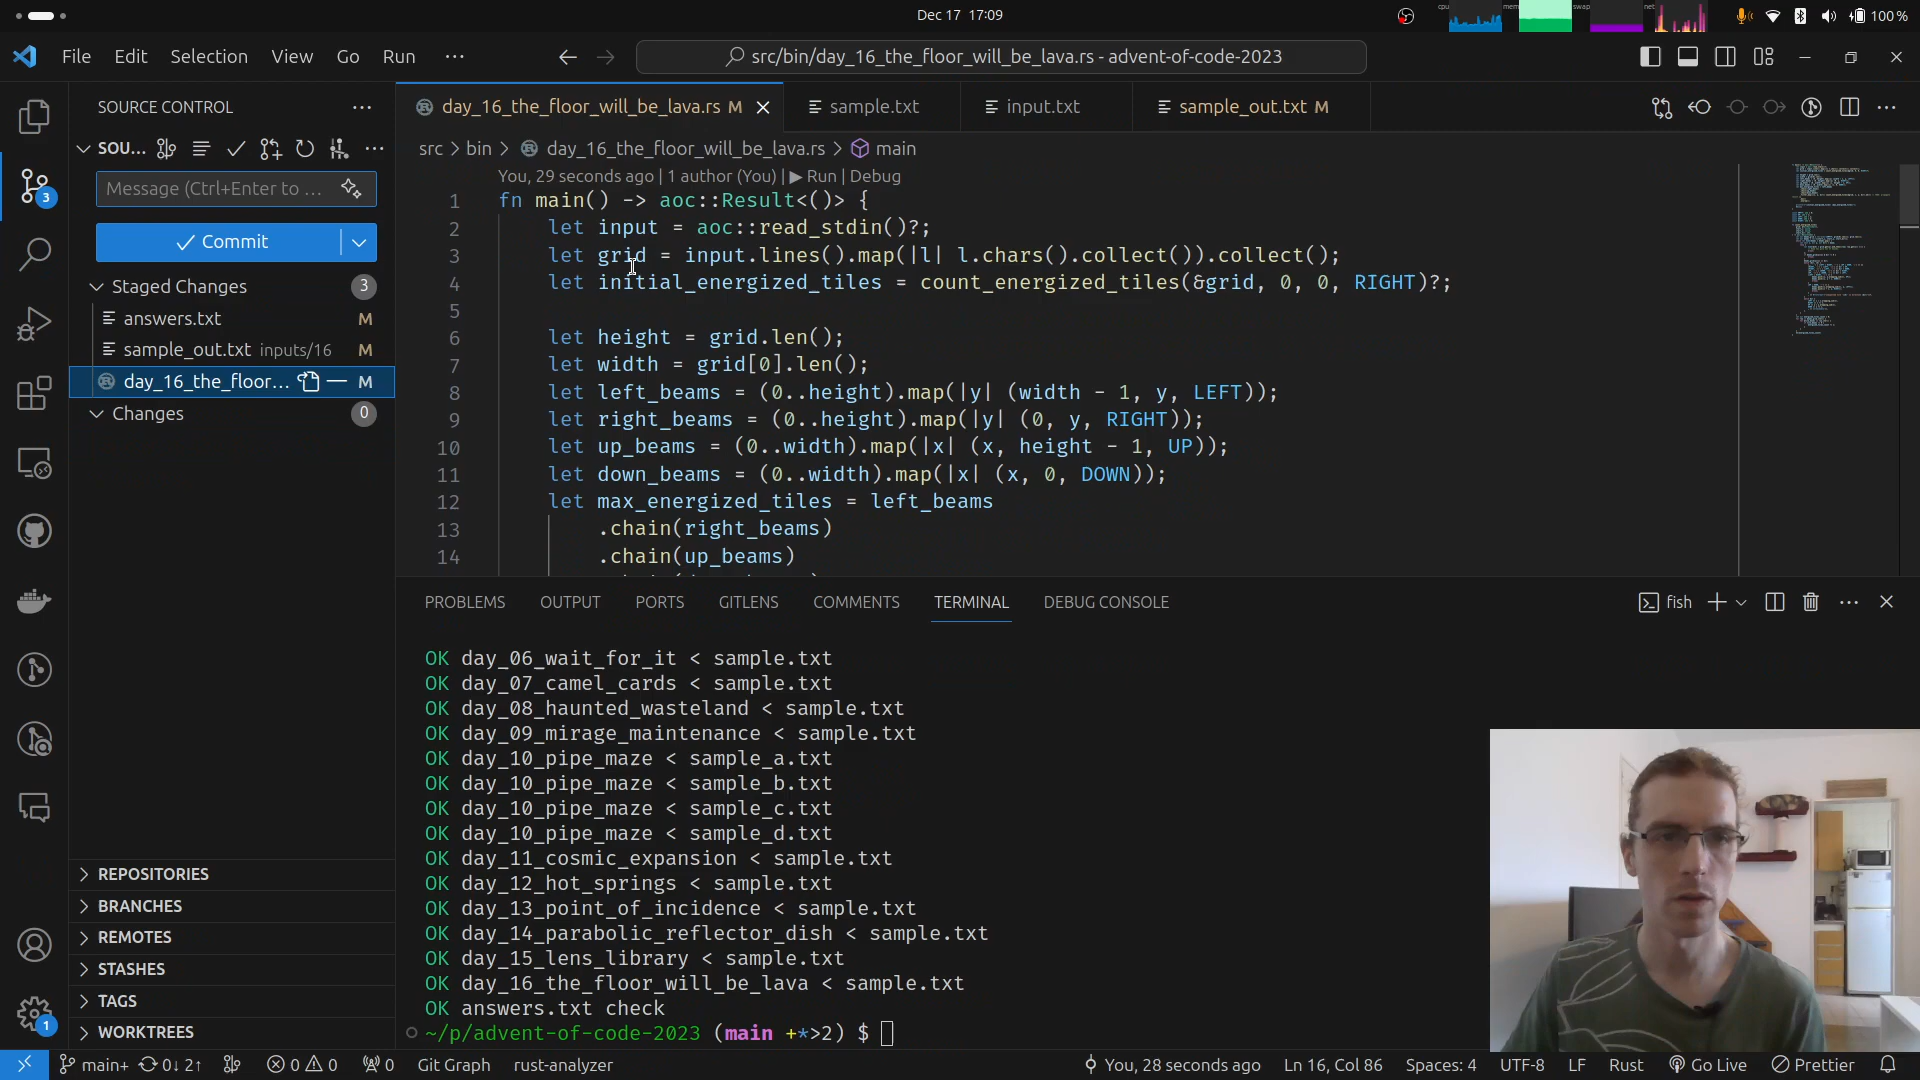 Dec 17 17:09
cpu
mem
swap
net
100 %
File Edit Selection View Go Run ···
src/bin/day_16_the_floor_will_be_lava.rs - advent-of-code-2023
SOURCE CONTROL
day_16_the_floor_will_be_lava.rs M
sample.txt
input.txt
sample_out.txt M
SOU...
src > bin > day_16_the_floor_will_be_lava.rs > main
Message (Ctrl+Enter to ...
Commit
Staged Changes 3
answers.txt M
sample_out.txt inputs/16 M
day_16_the_floor... M
Changes 0
3
1
REPOSITORIES
BRANCHES
REMOTES
STASHES
TAGS
WORKTREES
You, 29 seconds ago | 1 author (You) | ▶ Run | Debug
1 fn main() -> aoc::Result<()> {
2 let input = aoc::read_stdin()?;
3 let grid = input.lines().map(|l| l.chars().collect()).collect();
4 let initial_energized_tiles = count_energized_tiles(&grid, 0, 0, RIGHT)?;
5
6 let height = grid.len();
7 let width = grid[0].len();
8 let left_beams = (0..height).map(|y| (width - 1, y, LEFT));
9 let right_beams = (0..height).map(|y| (0, y, RIGHT));
10 let up_beams = (0..width).map(|x| (x, height - 1, UP));
11 let down_beams = (0..width).map(|x| (x, 0, DOWN));
12 let max_energized_tiles = left_beams
13 .chain(right_beams)
14 .chain(up_beams)
PROBLEMS OUTPUT PORTS GITLENS COMMENTS TERMINAL DEBUG CONSOLE
fish
OK day_06_wait_for_it < sample.txt
OK day_07_camel_cards < sample.txt
OK day_08_haunted_wasteland < sample.txt
OK day_09_mirage_maintenance < sample.txt
OK day_10_pipe_maze < sample_a.txt
OK day_10_pipe_maze < sample_b.txt
OK day_10_pipe_maze < sample_c.txt
OK day_10_pipe_maze < sample_d.txt
OK day_11_cosmic_expansion < sample.txt
OK day_12_hot_springs < sample.txt
OK day_13_point_of_incidence < sample.txt
OK day_14_parabolic_reflector_dish < sample.txt
OK day_15_lens_library < sample.txt
OK day_16_the_floor_will_be_lava < sample.txt
OK answers.txt check
~/p/advent-of-code-2023 (main +*>2) $
main+ 0↓ 2↑ 0 0 0 Git Graph rust-analyzer
You, 28 seconds ago Ln 16, Col 86 Spaces: 4 UTF-8 LF Rust Go Live Prettier